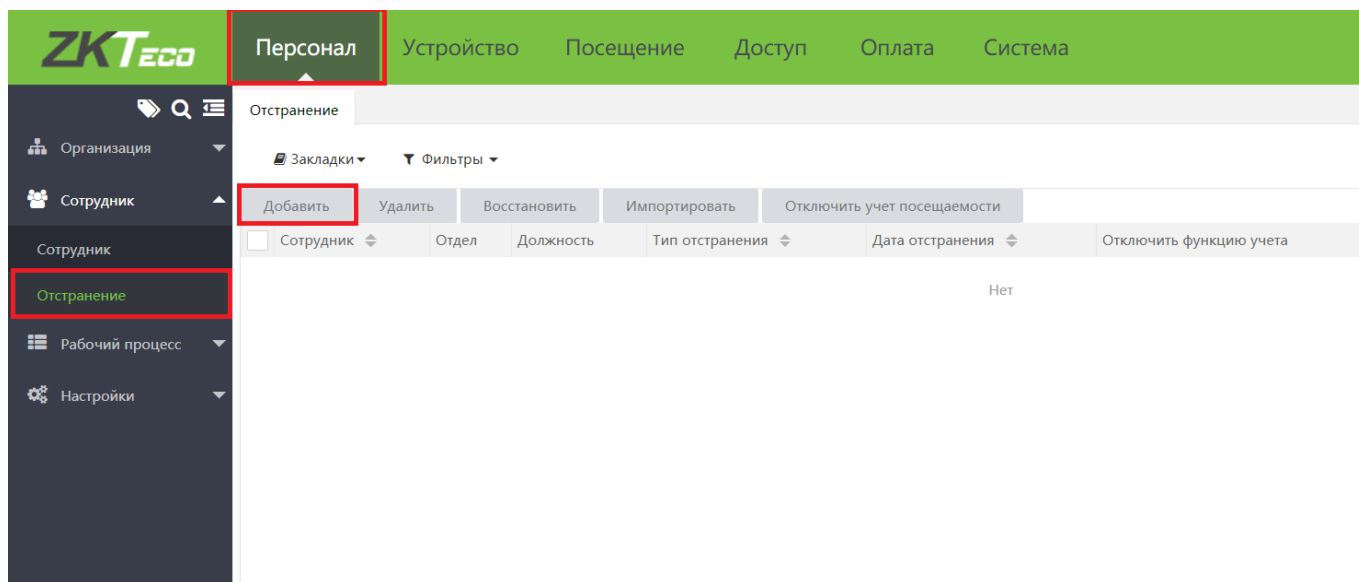 ZKTeco Персонал Устройство Посещение Доступ Оплата Система
Отстранение
Организация
Закладки Фильтры
Сотрудник
Добавить Удалить Восстановить Импортировать Отключить учет посещаемости
Сотрудник Отдел Должность Тип отстранения Дата отстранения Отключить функцию учета
Сотрудник
Отстранение
Нет
Рабочий процесс
Настройки